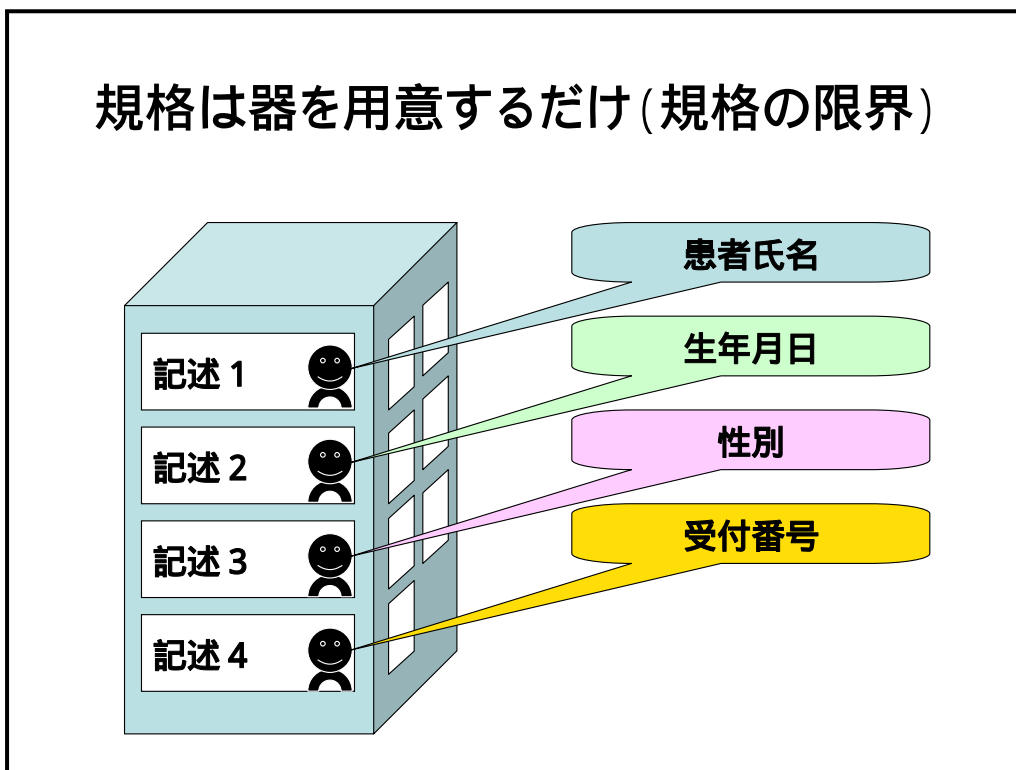 規格は器を用意するだけ(規格の限界)
患者氏名
記述 1
生年月日
記述 2
性別
記述 3
受付番号
記述 4